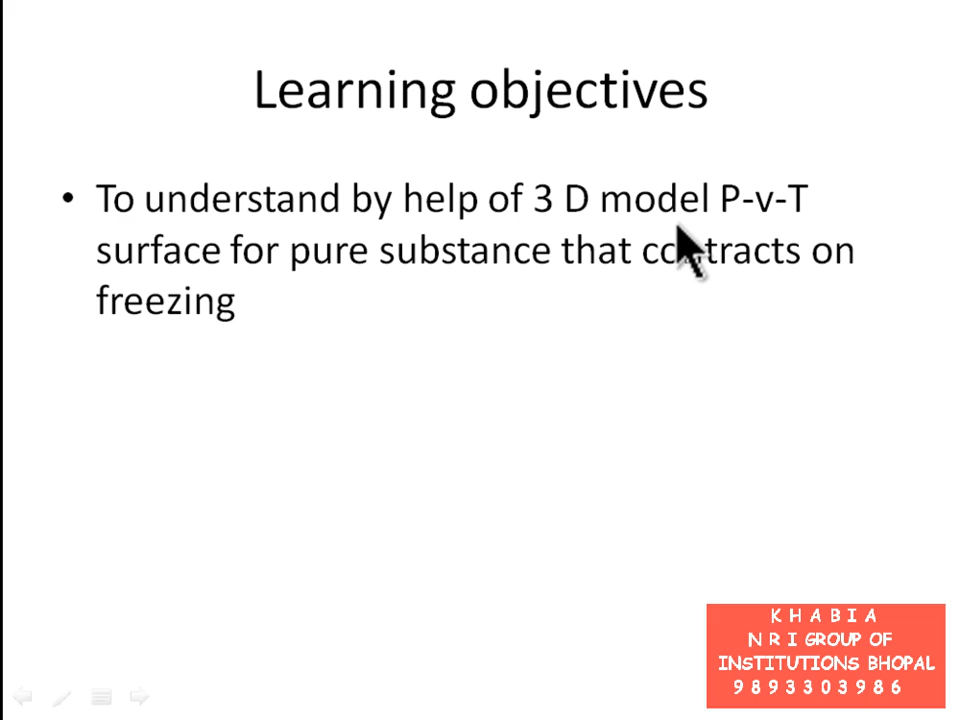 Learning objectives
• To understand by help of 3 D model P-v-T
surface for pure substance that contracts on
freezing
K H A B I A
N R I GROUP OF
INSTITUTIONS BHOPAL
9 8 9 3 3 0 3 9 8 6